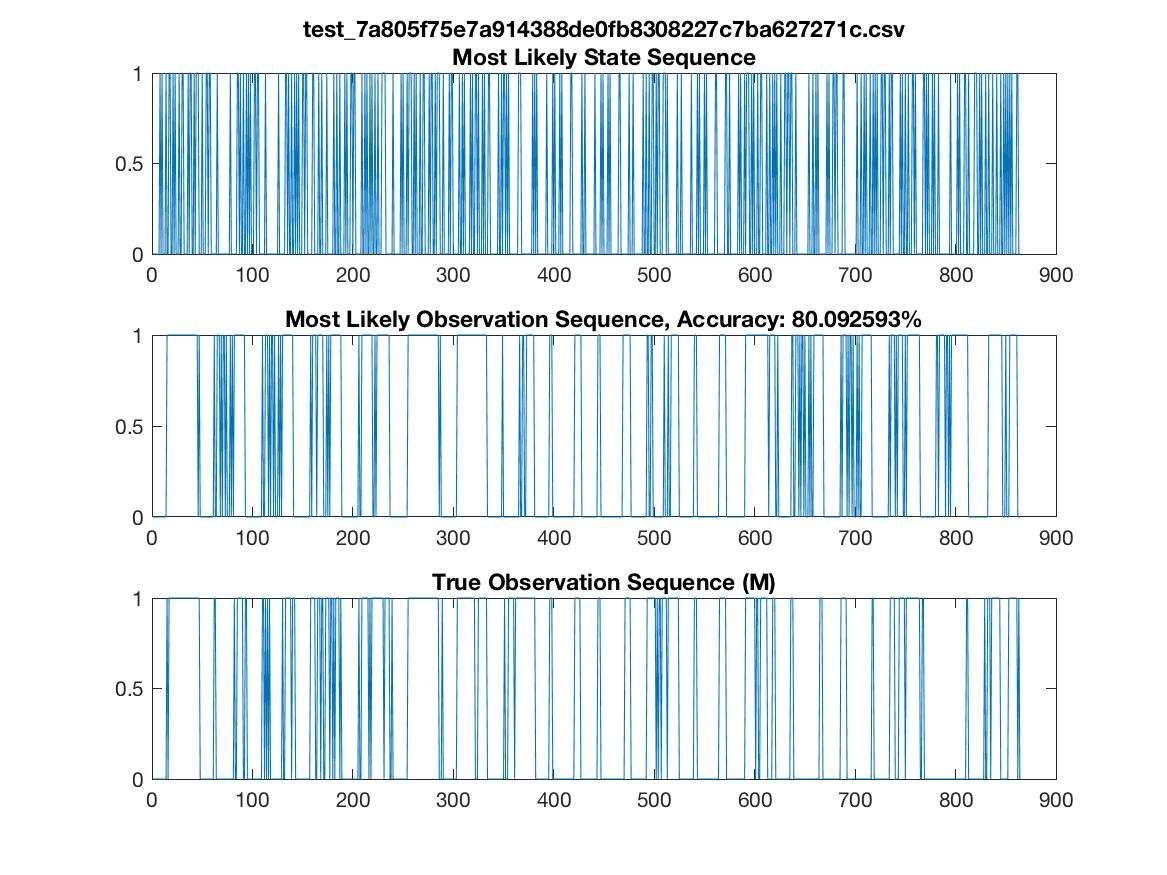 test_7a805f75e7a914388de0fb8308227c7ba627271c.csv
Most Likely State Sequence
1
0.5
0
0 100 200 300 400 500 600 700 800 900
Most Likely Observation Sequence, Accuracy: 80.092593%
1
0.5
0
0 100 200 300 400 500 600 700 800 900
True Observation Sequence (M)
1
0.5
0
0 100 200 300 400 500 600 700 800 900